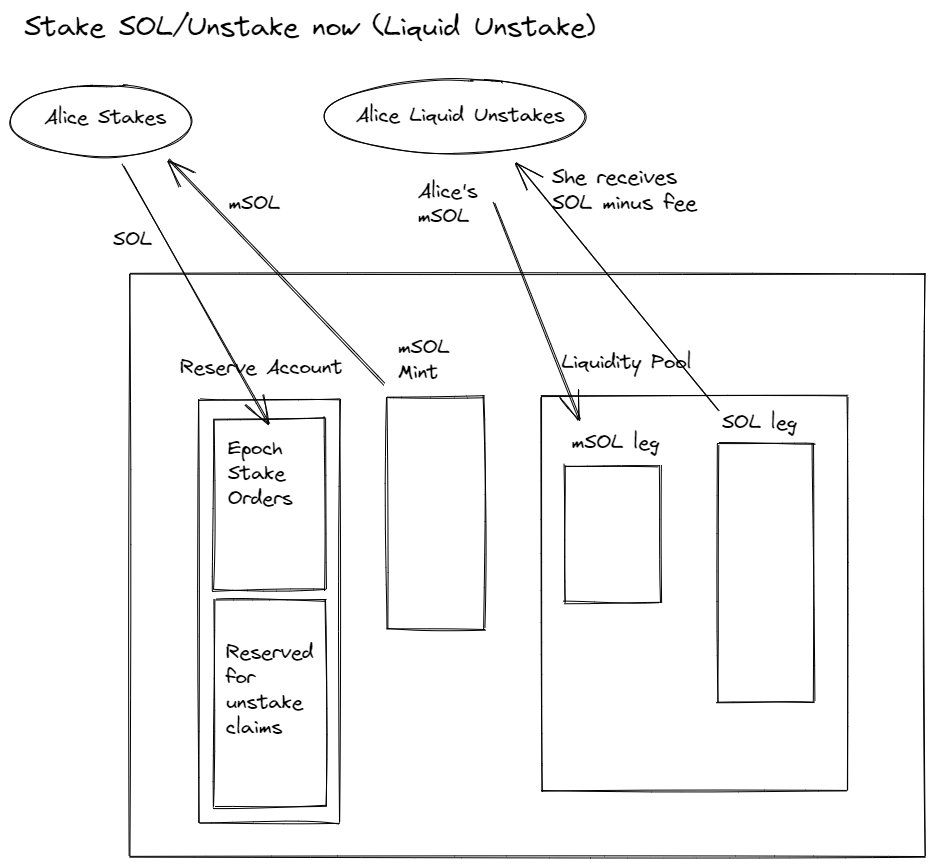 Stake SOL/Unstake now (Liquid Unstake)
Alice Stakes
Alice Liquid Unstakes
SOL
mSOL
Alice's
mSOL
She receives
SOL minus fee
Reserve Account
mSOL
Mint
Liquidity Pool
Epoch
Stake
Orders
Reserved
for
unstake
claims
mSOL leg
SOL leg